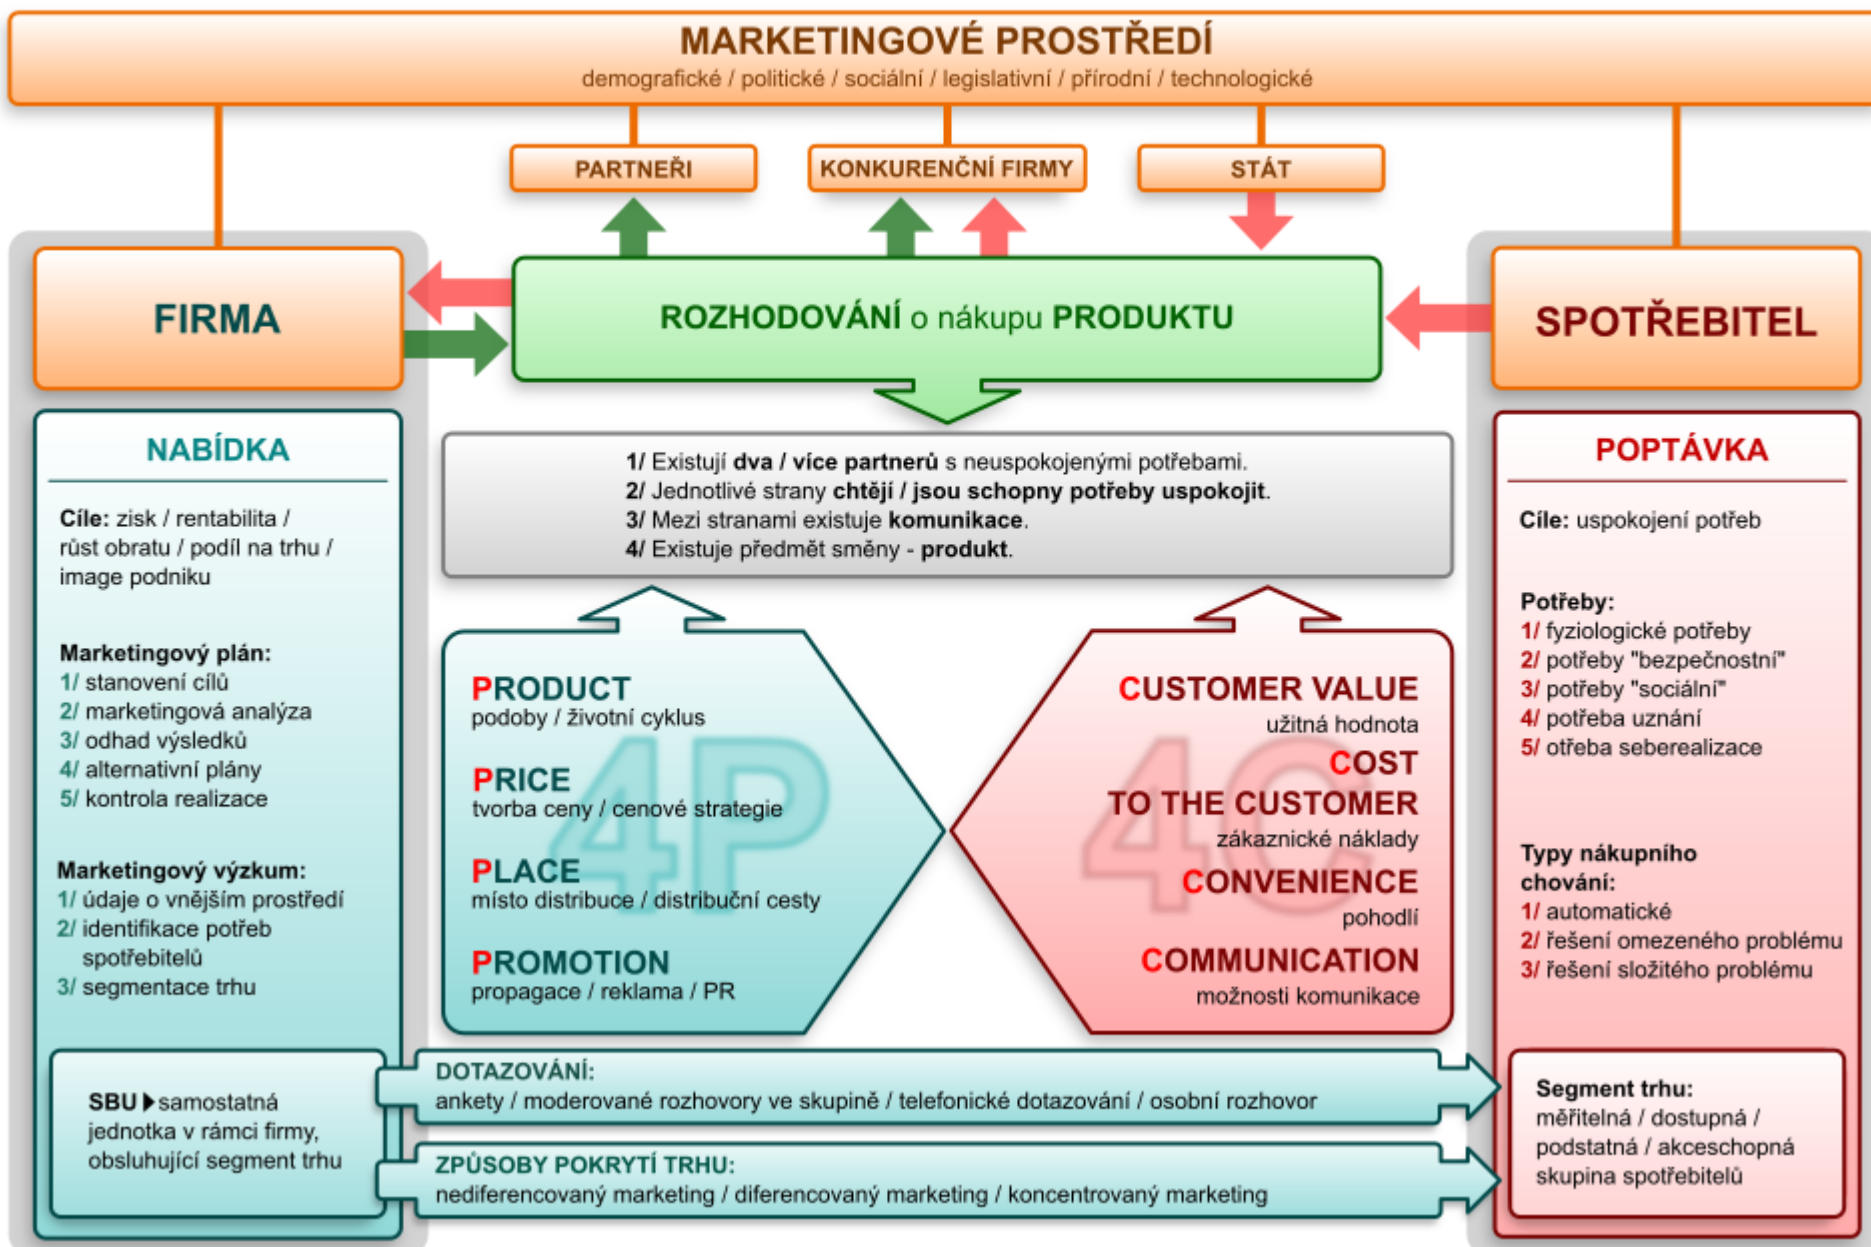 MARKETINGOVÉ PROSTŘEDÍ
demografické / politické / sociální / legislativní / přírodní / technologické
PARTNEŘI
KONKURENČNÍ FIRMY
STÁT
FIRMA
ROZHODOVÁNÍ o nákupu PRODUKTU
SPOTŘEBITEL
NABÍDKA
Cíle: zisk / rentabilita /
růst obratu / podíl na trhu /
image podniku
Marketingový plán:
1/ stanovení cílů
2/ marketingová analýza
3/ odhad výsledků
4/ alternativní plány
5/ kontrola realizace
Marketingový výzkum:
1/ údaje o vnějším prostředí
2/ identifikace potřeb
spotřebitelů
3/ segmentace trhu
SBU samostatná
jednotka v rámci firmy,
obsluhující segment trhu
1/ Existují dva / více partnerů s neuspokojenými potřebami.
2/ Jednotlivé strany chtějí / jsou schopny potřeby uspokojit.
3/ Mezi stranami existuje komunikace.
4/ Existuje předmět směny - produkt.
4P
PRODUCT
podoby / životní cyklus
PRICE
tvorba ceny / cenové strategie
PLACE
místo distribuce / distribuční cesty
PROMOTION
propagace / reklama / PR
4C
CUSTOMER VALUE
užitná hodnota
COST
TO THE CUSTOMER
zákaznické náklady
CONVENIENCE
pohodlí
COMMUNICATION
možnosti komunikace
DOTAZOVÁNÍ:
ankety / moderované rozhovory ve skupině / telefonické dotazování / osobní rozhovor
ZPŮSOBY POKRYTÍ TRHU:
nediferencovaný marketing / diferencovaný marketing / koncentrovaný marketing
POPTÁVKA
Cíle: uspokojení potřeb
Potřeby:
1/ fyziologické potřeby
2/ potřeby "bezpečnostní"
3/ potřeby "sociální"
4/ potřeba uznání
5/ otřeba seberealizace
Typy nákupního
chování:
1/ automatické
2/ řešení omezeného problému
3/ řešení složitého problému
Segment trhu:
měřitelná / dostupná /
podstatná / akceschopná
skupina spotřebitelů